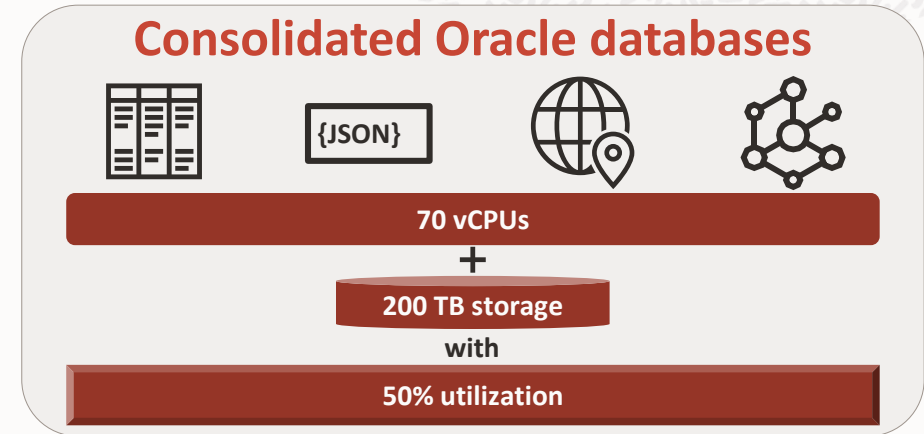 Consolidated Oracle databases
{JSON}
70 vCPUs
+
200 TB storage
with
50% utilization